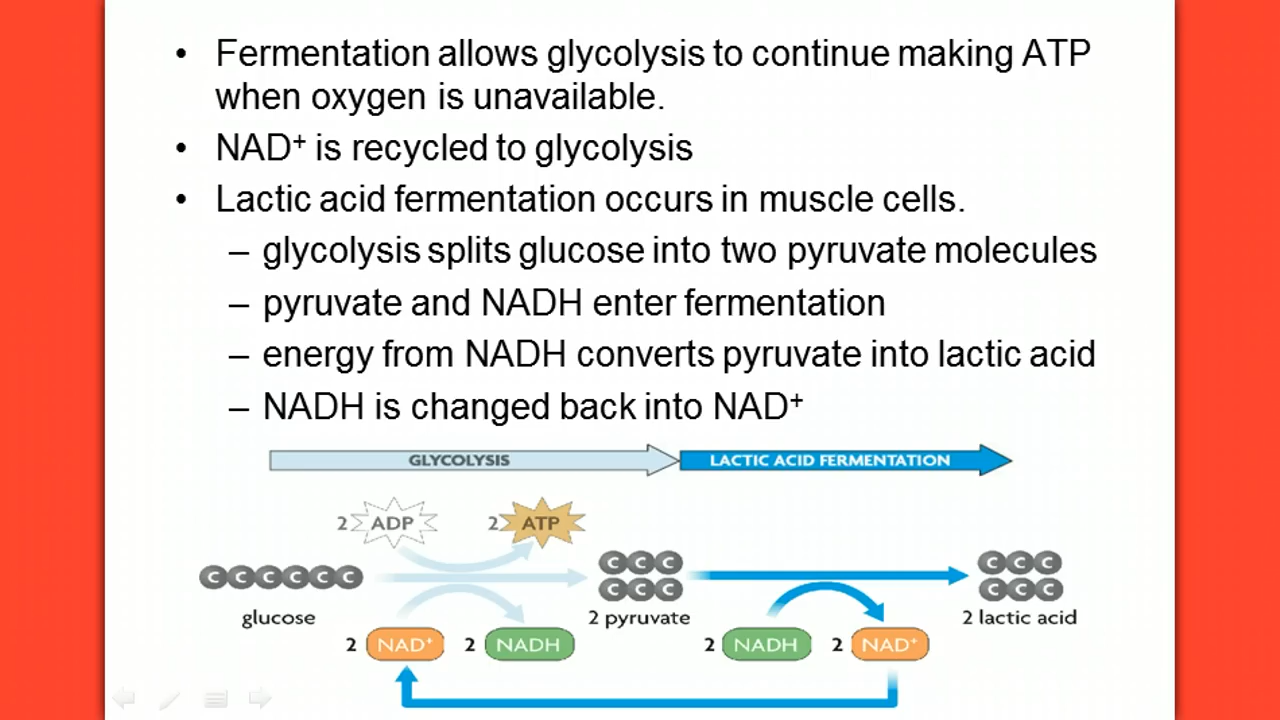 • Fermentation allows glycolysis to continue making ATP
when oxygen is unavailable.
• NAD⁺ is recycled to glycolysis
• Lactic acid fermentation occurs in muscle cells.
– glycolysis splits glucose into two pyruvate molecules
– pyruvate and NADH enter fermentation
– energy from NADH converts pyruvate into lactic acid
– NADH is changed back into NAD⁺
GLYCOLYSIS LACTIC ACID FERMENTATION
2 ADP 2 ATP
C C C C C C
C C C
C C C
C C C
C C C
glucose 2 pyruvate 2 lactic acid
2 NAD⁺ 2 NADH 2 NADH 2 NAD⁺